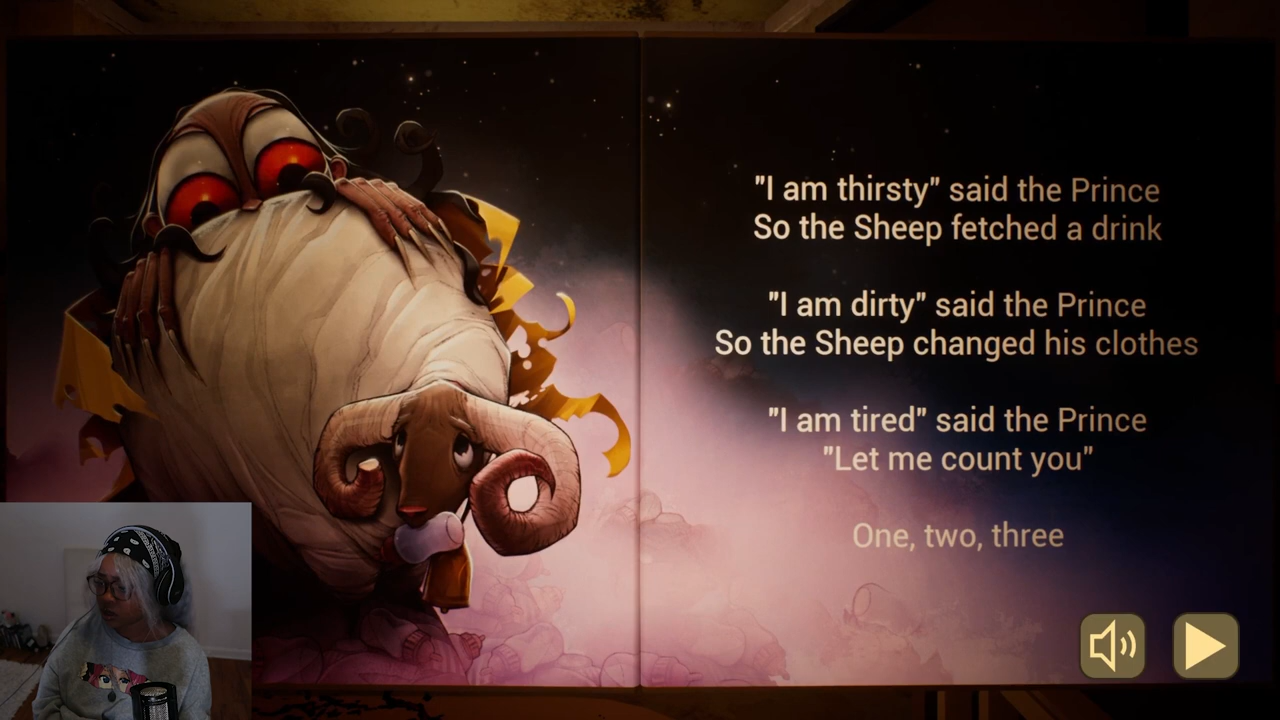 "I am thirsty" said the Prince
So the Sheep fetched a drink
"I am dirty" said the Prince
So the Sheep changed his clothes
"I am tired" said the Prince
"Let me count you"
One, two, three